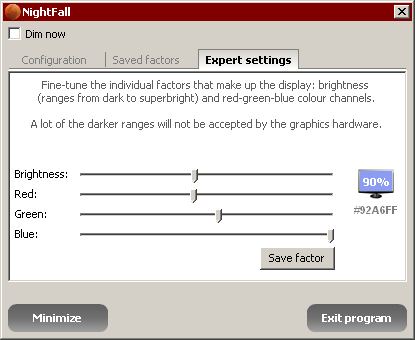 NightFall
Dim now
Configuration
Saved factors
Expert settings
Fine-tune the individual factors that make up the display: brightness
(ranges from dark to superbright) and red-green-blue colour channels.
A lot of the darker ranges will not be accepted by the graphics hardware.
Brightness:
Red:
Green:
Blue:
90%
#92A6FF
Save factor
Minimize
Exit program